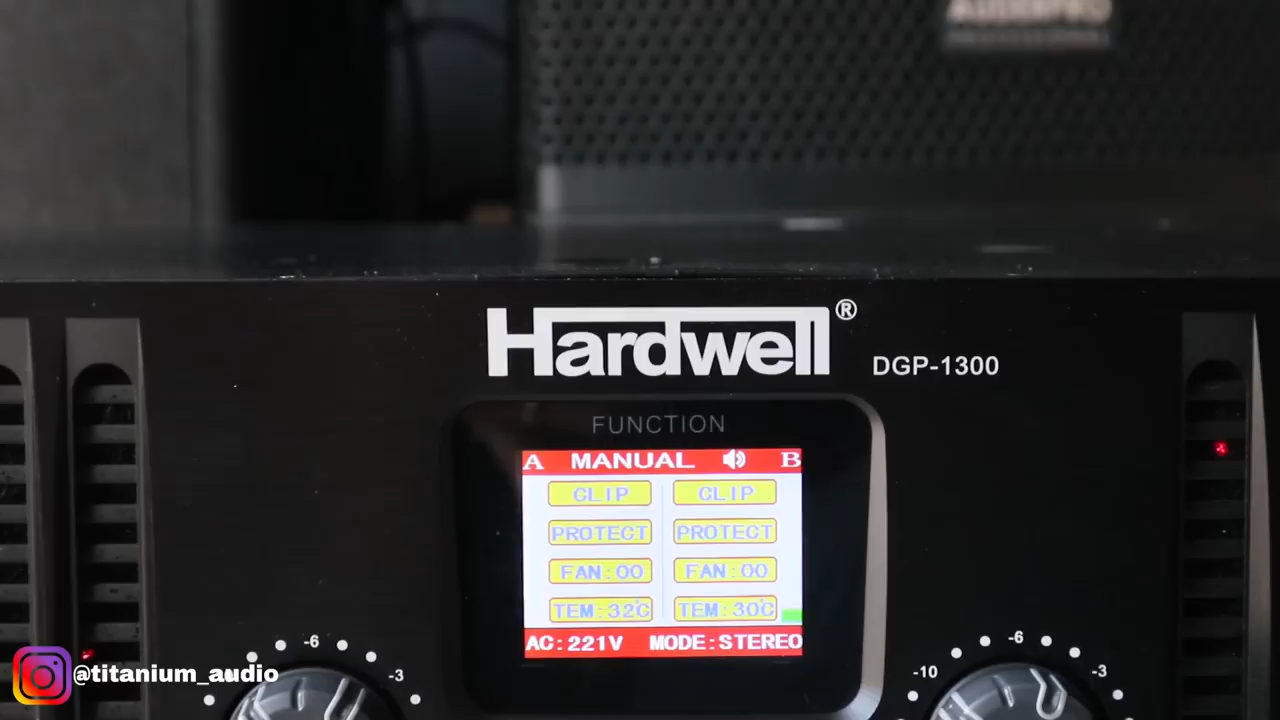 Hardwell®
DGP-1300
FUNCTION
A MANUAL B
CLIP CLIP
PROTECT PROTECT
FAN:00 FAN:00
TEM:32°C TEM:30°C
AC:221V MODE:STEREO
-6 -6
-3 -10 -3
@titanium_audio